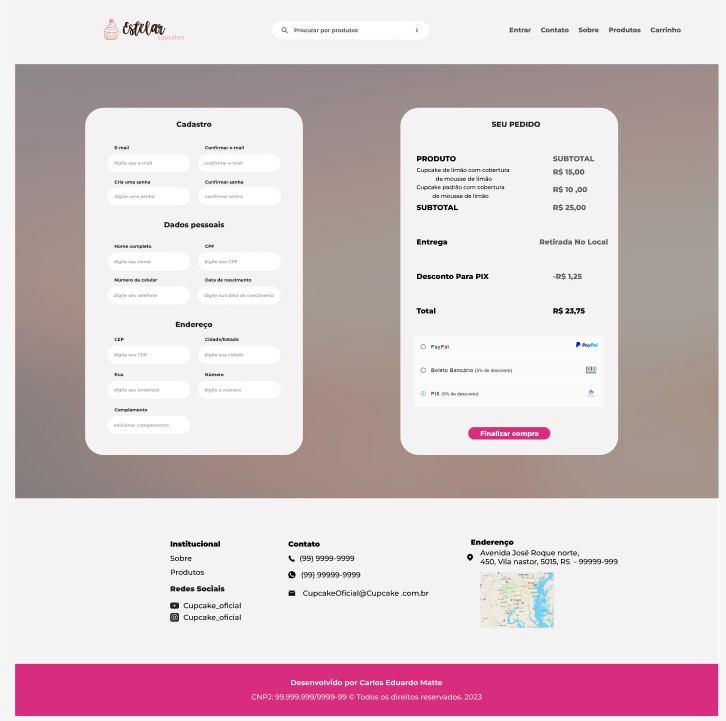 Estelar
cupcakes
Procurar por produtos
Entrar Contato Sobre Produtos Carrinho
Cadastro
E-mail Confirmar e-mail
digite seu e-mail confirmar e-mail
Crie uma senha Confirmar senha
digite uma senha confirmar senha
Dados pessoais
Nome completo CPF
digite seu nome digite seu CPF
Número de celular Data de nascimento
digite seu telefone digite sua data de nascimento
Endereço
CEP Cidade/Estado
digite seu CEP digite sua cidade
Rua Número
digite seu endereço digite o número
Complemento
adicionar complemento
SEU PEDIDO
PRODUTO SUBTOTAL
Cupcake de limão com cobertura
de mousse de limão
R$ 15,00
Cupcake padrão com cobertura
de mousse de limão
R$ 10 ,00
SUBTOTAL R$ 25,00
Entrega Retirada No Local
Desconto Para PIX -R$ 1,25
Total R$ 23,75
PayPal PayPal
Boleto Bancário (5% de desconto)
PIX (5% de desconto)
Finalizar compra
Institucional
Sobre
Produtos
Redes Sociais
Cupcake_oficial
Cupcake_oficial
Contato
(99) 9999-9999
(99) 99999-9999
CupcakeOficial@Cupcake .com.br
Enderenço
Avenida José Roque norte,
450, Vila nastor, 5015, RS - 99999-999
Desenvolvido por Carlos Eduardo Matte
CNPJ: 99.999.999/9999-99 © Todos os direitos reservados. 2023